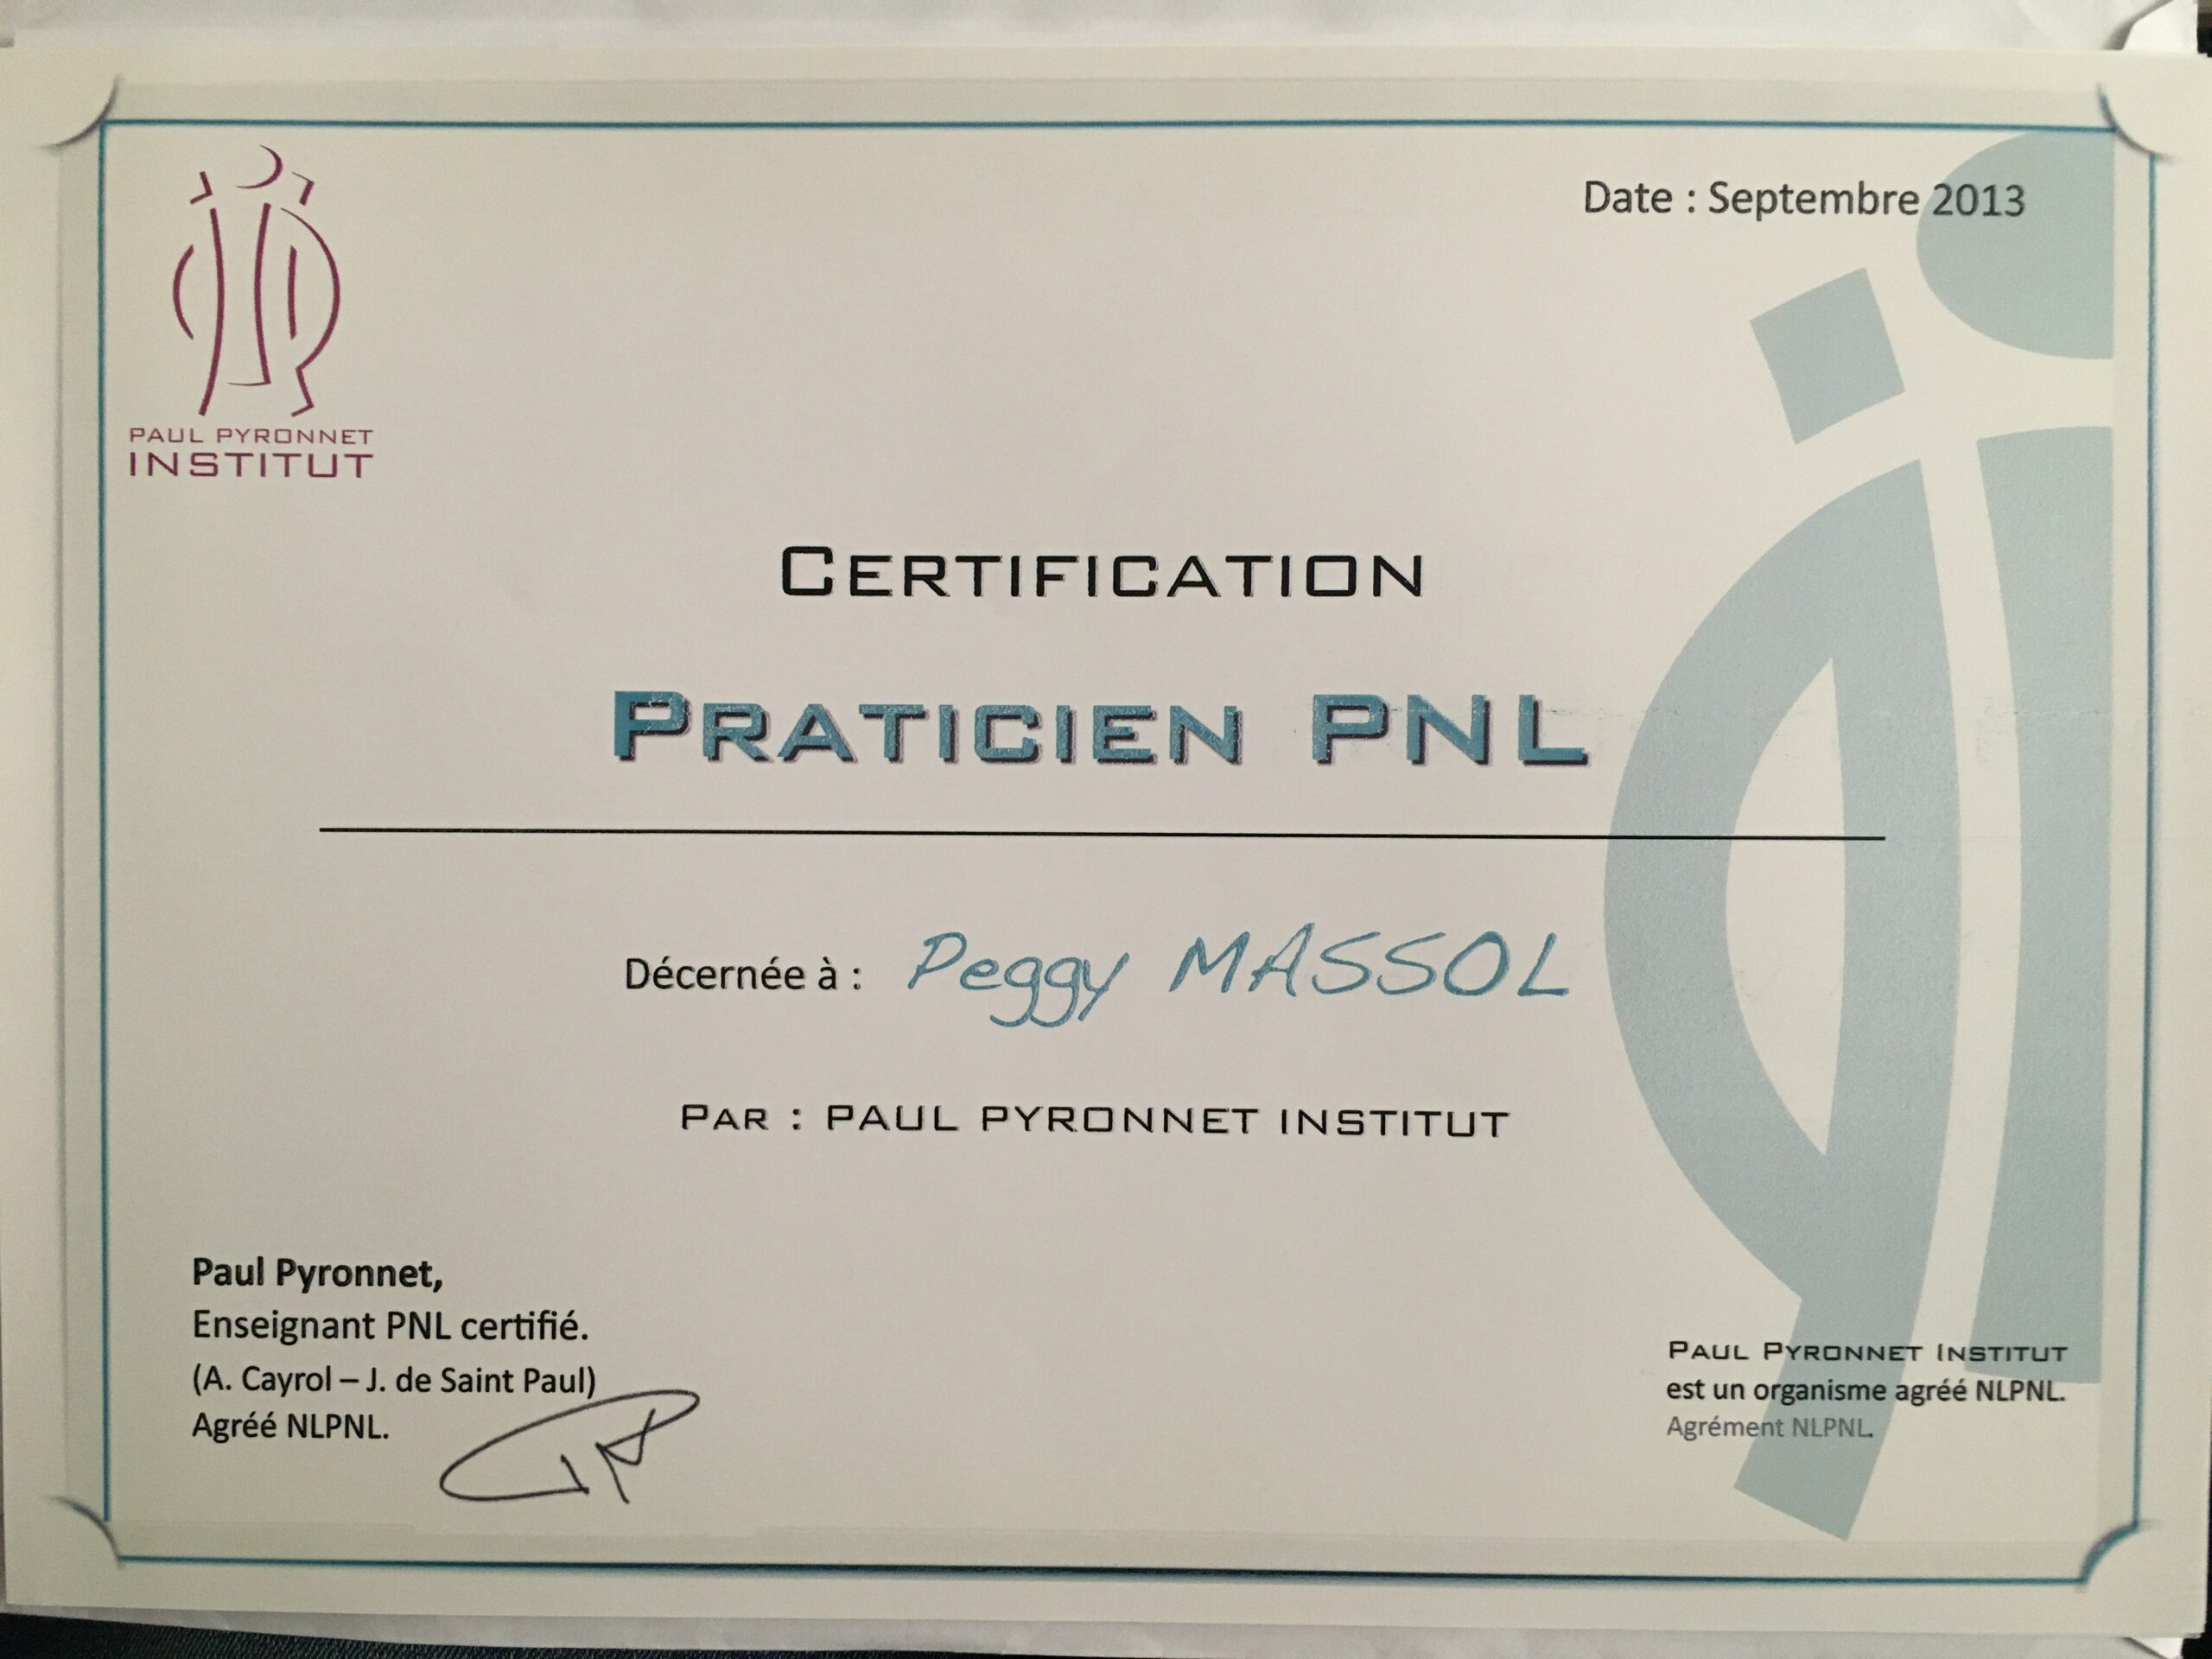 PAUL PYRONNET
INSTITUT
Date : Septembre 2013
CERTIFICATION
PRATICIEN PNL
Décernée à : Peggy MASSOL
PAR : PAUL PYRONNET INSTITUT
Paul Pyronnet,
Enseignant PNL certifié.
(A. Cayrol – J. de Saint Paul)
Agréé NLPNL.
PAUL PYRONNET INSTITUT
est un organisme agréé NLPNL.
Agrément NLPNL.